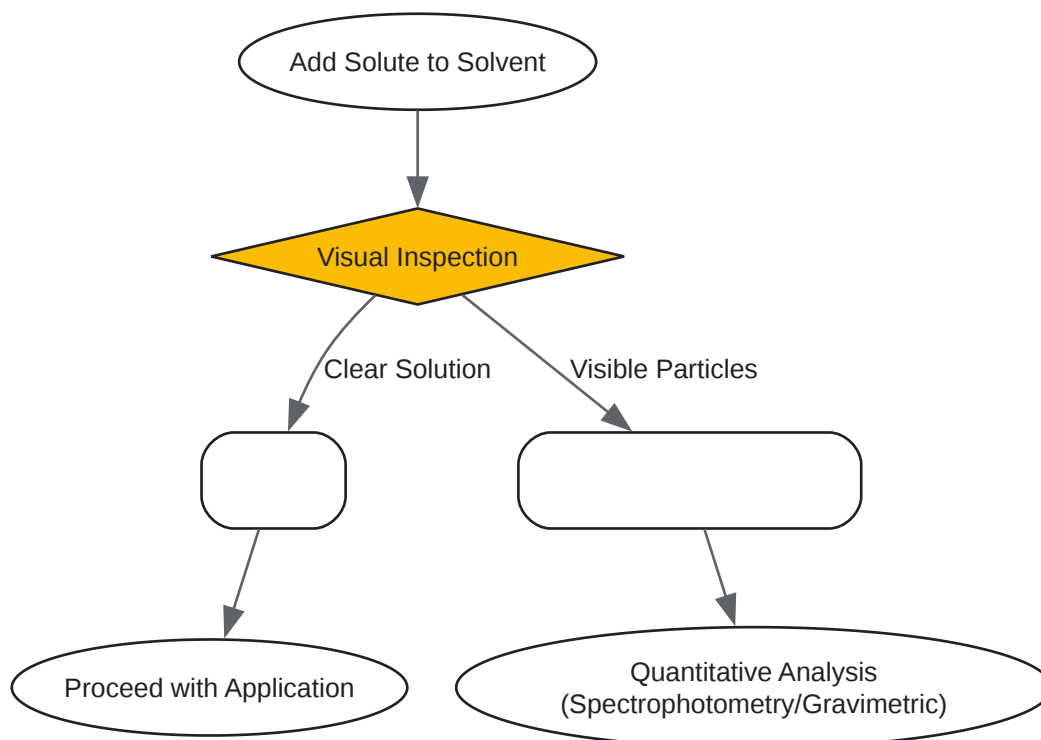 Add Solute to Solvent
Visual Inspection
Clear Solution
Visible Particles
Proceed with Application
Quantitative Analysis
(Spectrophotometry/Gravimetric)